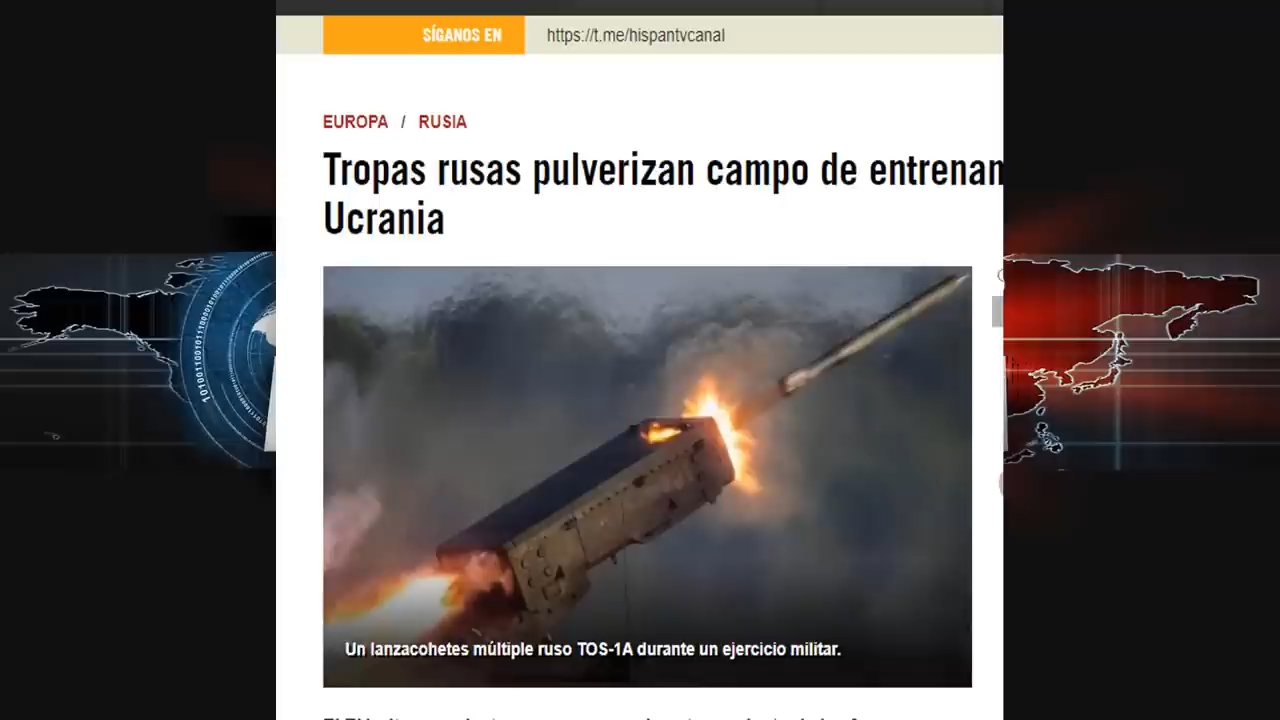 SÍGANOS EN https://t.me/hispantvcanal
EUROPA / RUSIA
Tropas rusas pulverizan campo de
Ucrania
Un lanzacohetes múltiple ruso TOS-1A durante un ejercicio militar.